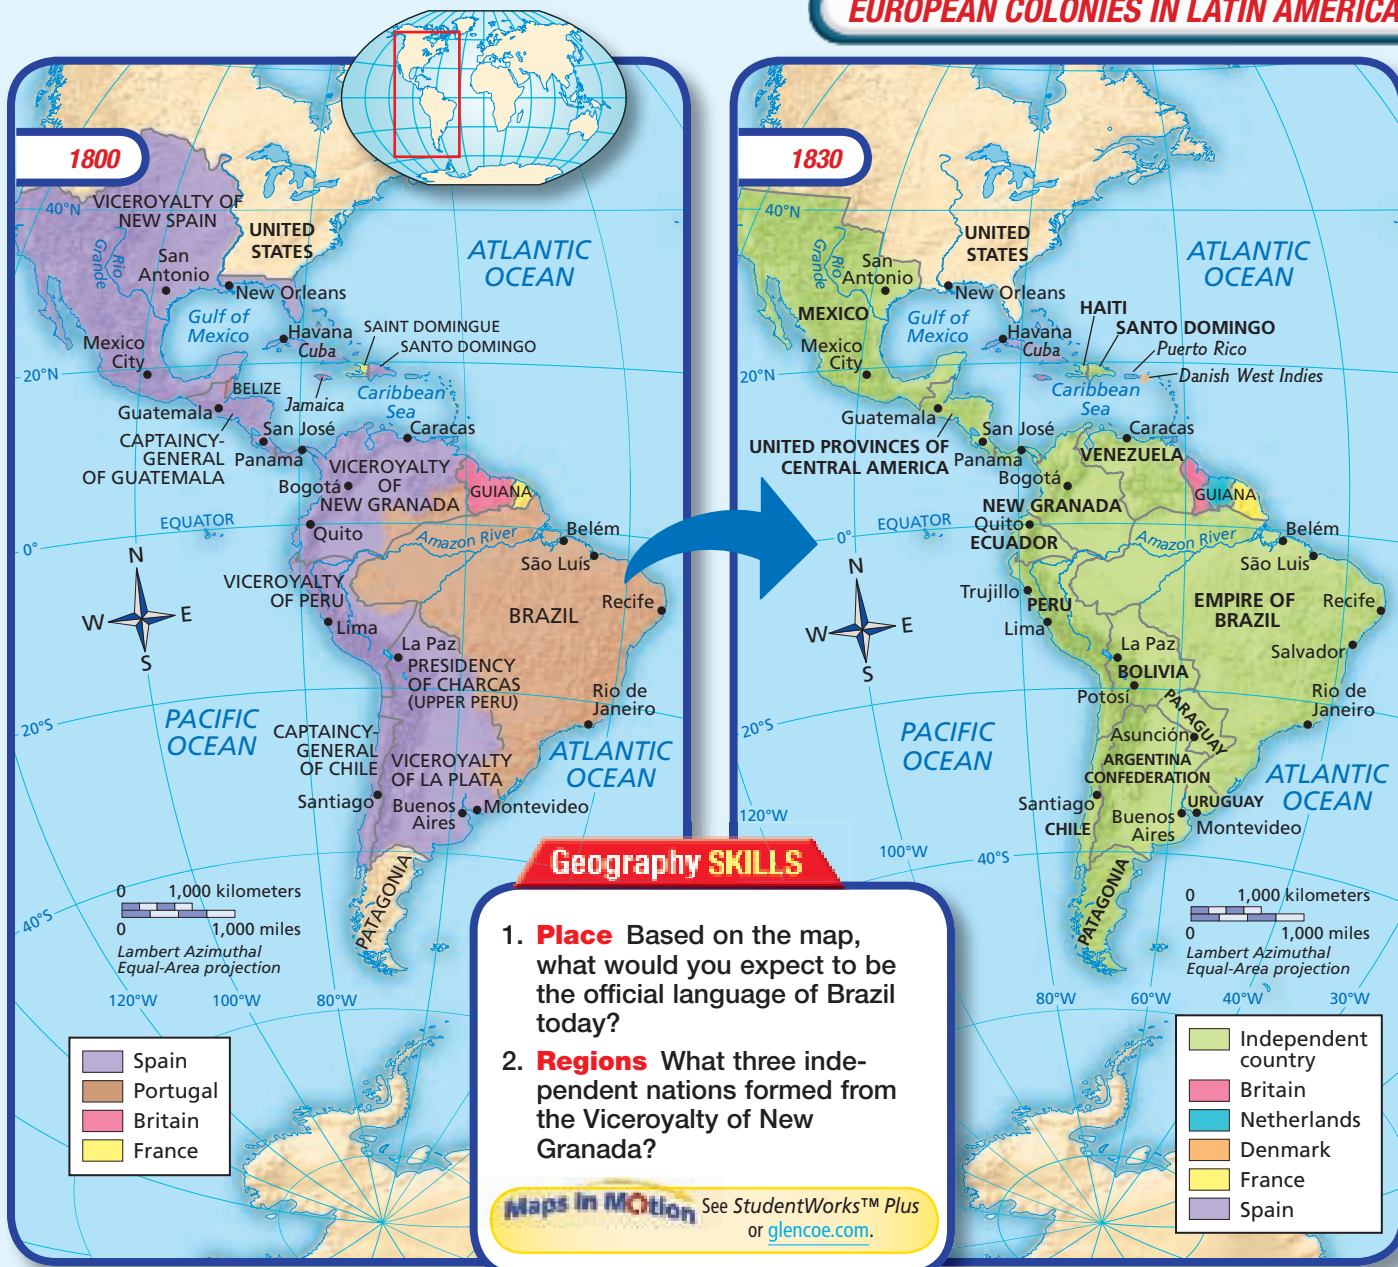 EUROPEAN COLONIES IN LATIN AMERICA
1800
40°N
VICEROYALTY OF
NEW SPAIN
UNITED
STATES
Rio
Grande
San
Antonio
New Orleans
ATLANTIC
OCEAN
Gulf of
Mexico
Mexico
City
Havana
Cuba
SAINT DOMINGUE
SANTO DOMINGO
20°N
BELIZE
Jamaica
Caribbean
Sea
Guatemala
San José
Caracas
CAPTAINCY-
GENERAL
OF GUATEMALA
Panama
VICEROYALTY
OF
NEW GRANADA
Bogotá
GUIANA
EQUATOR
Quito
Amazon River
Belém
0°
São Luis
N
W
E
S
VICEROYALTY
OF PERU
BRAZIL
Recife
Lima
La Paz
PRESIDENCY
OF CHARCAS
(UPPER PERU)
Rio de
Janeiro
20°S
PACIFIC
OCEAN
CAPTAINCY-
GENERAL
OF CHILE
VICEROYALTY
OF LA PLATA
ATLANTIC
OCEAN
Santiago
Buenos
Aires
Montevideo
PATAGONIA
40°S
0 1,000 kilometers
0 1,000 miles
Lambert Azimuthal
Equal-Area projection
120°W 100°W 80°W
Spain
Portugal
Britain
France
1830
40°N
UNITED
STATES
Rio
Grande
San
Antonio
New Orleans
ATLANTIC
OCEAN
MEXICO
Gulf of
Mexico
HAITI
SANTO DOMINGO
Mexico
City
Havana
Cuba
Puerto Rico
20°N
Danish West Indies
Caribbean
Sea
Guatemala
San José
Caracas
UNITED PROVINCES OF
CENTRAL AMERICA
Panama
VENEZUELA
Bogotá
GUIANA
NEW GRANADA
EQUATOR
Quito
ECUADOR
Amazon River
Belém
0°
São Luis
N
W
E
S
Trujillo
PERU
EMPIRE OF
BRAZIL
Recife
Lima
La Paz
Salvador
BOLIVIA
Potosí
PARAGUAY
Rio de
Janeiro
20°S
PACIFIC
OCEAN
Asunción
ARGENTINA
CONFEDERATION
ATLANTIC
OCEAN
Santiago
URUGUAY
120°W
CHILE
Buenos
Aires
Montevideo
100°W
40°S
PATAGONIA
0 1,000 kilometers
0 1,000 miles
Lambert Azimuthal
Equal-Area projection
80°W 60°W 40°W 30°W
Independent
country
Britain
Netherlands
Denmark
France
Spain
Geography SKILLS
1. Place Based on the map,
what would you expect to be
the official language of Brazil
today?
2. Regions What three inde-
pendent nations formed from
the Viceroyalty of New
Granada?
Maps in MOtion See StudentWorks™ Plus
or glencoe.com.